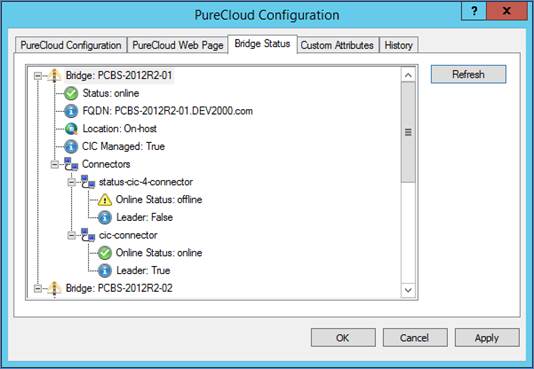 PureCloud Configuration
?
x
PureCloud Configuration PureCloud Web Page Bridge Status Custom Attributes History
Bridge: PCBS-2012R2-01
Refresh
Status: online
FQDN: PCBS-2012R2-01.DEV2000.com
Location: On-host
CIC Managed: True
Connectors
status-cic-4-connector
Online Status: offline
Leader: False
cic-connector
Online Status: online
Leader: True
Bridge: PCBS-2012R2-02
OK Cancel Apply